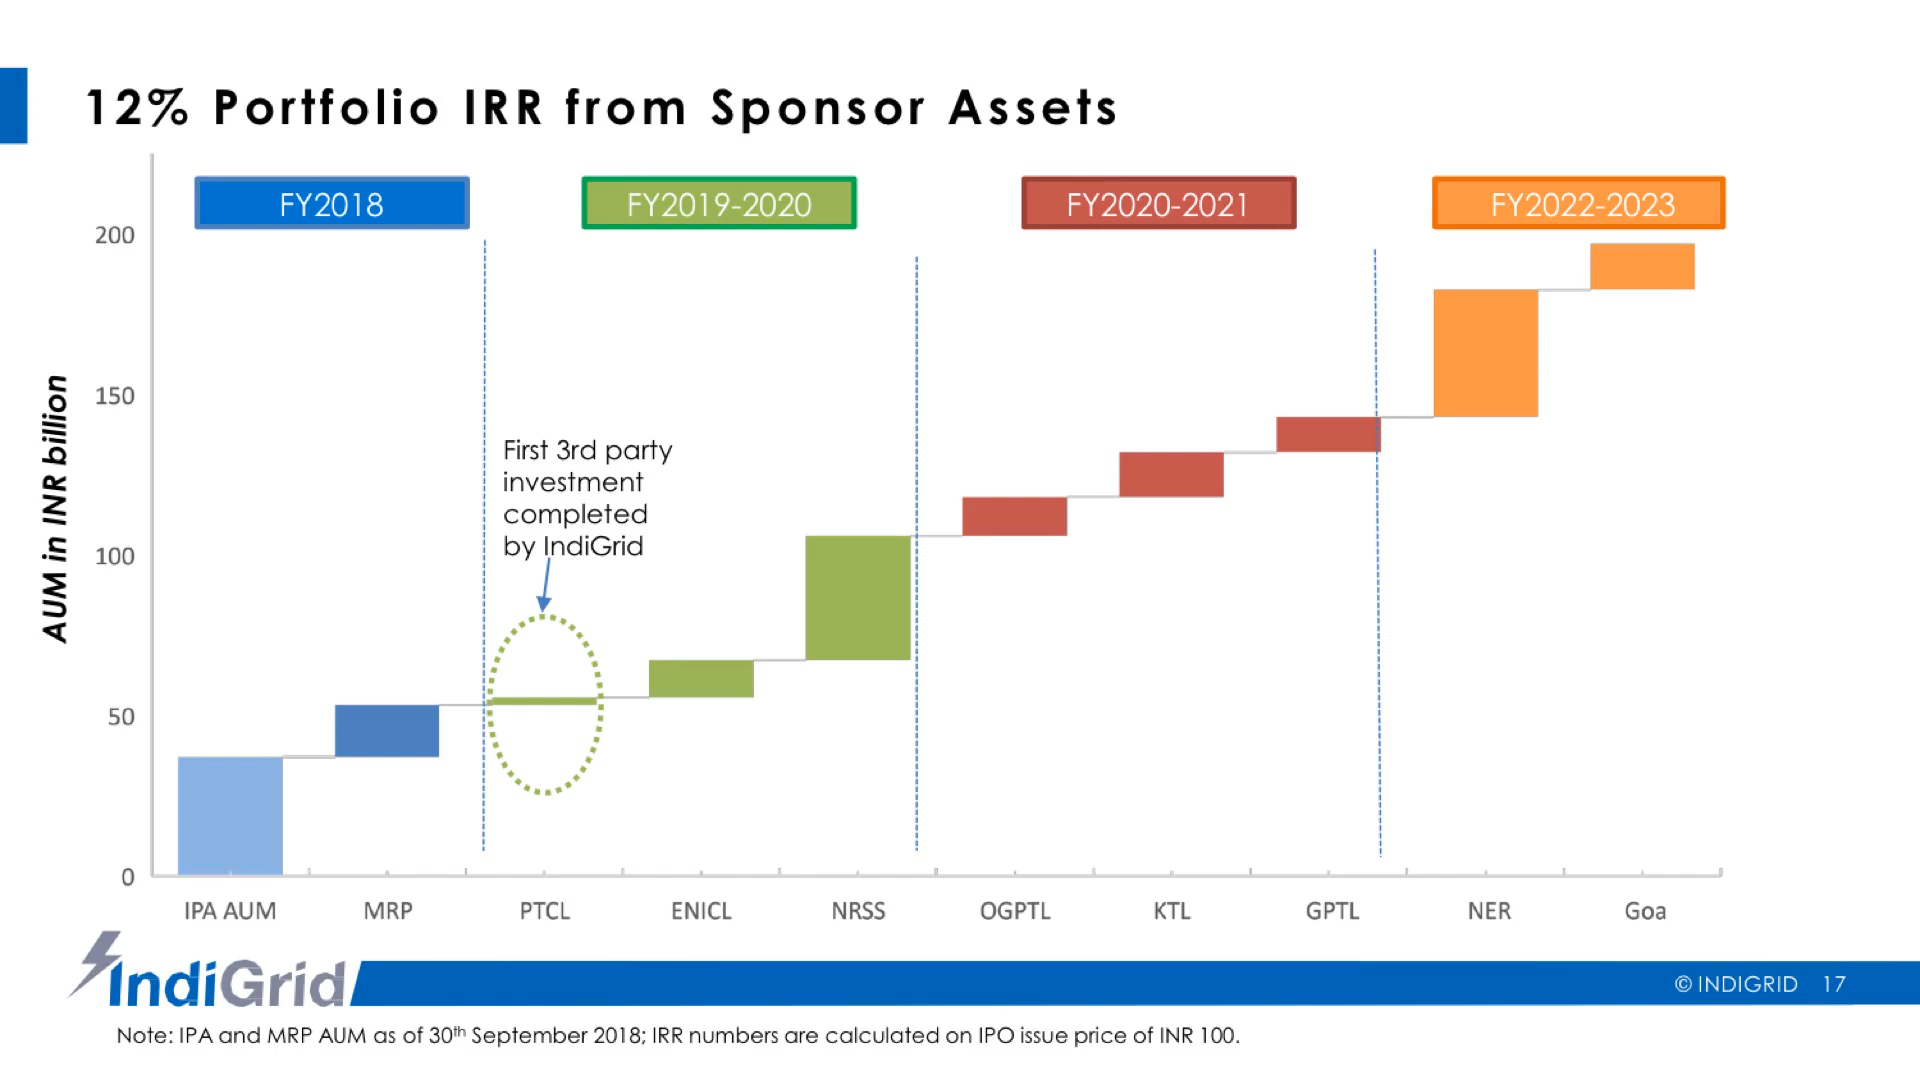 12% Portfolio IRR from Sponsor Assets
FY2018
FY2019-2020
FY2020-2021
FY2022-2023
AUM in INR billion
200
150
100
50
0
First 3rd party
investment
completed
by IndiGrid
IPA AUM
MRP
PTCL
ENICL
NRSS
OGPTL
KTL
GPTL
NER
Goa
IndiGrid
© INDIGRID 17
Note: IPA and MRP AUM as of 30th September 2018; IRR numbers are calculated on IPO issue price of INR 100.